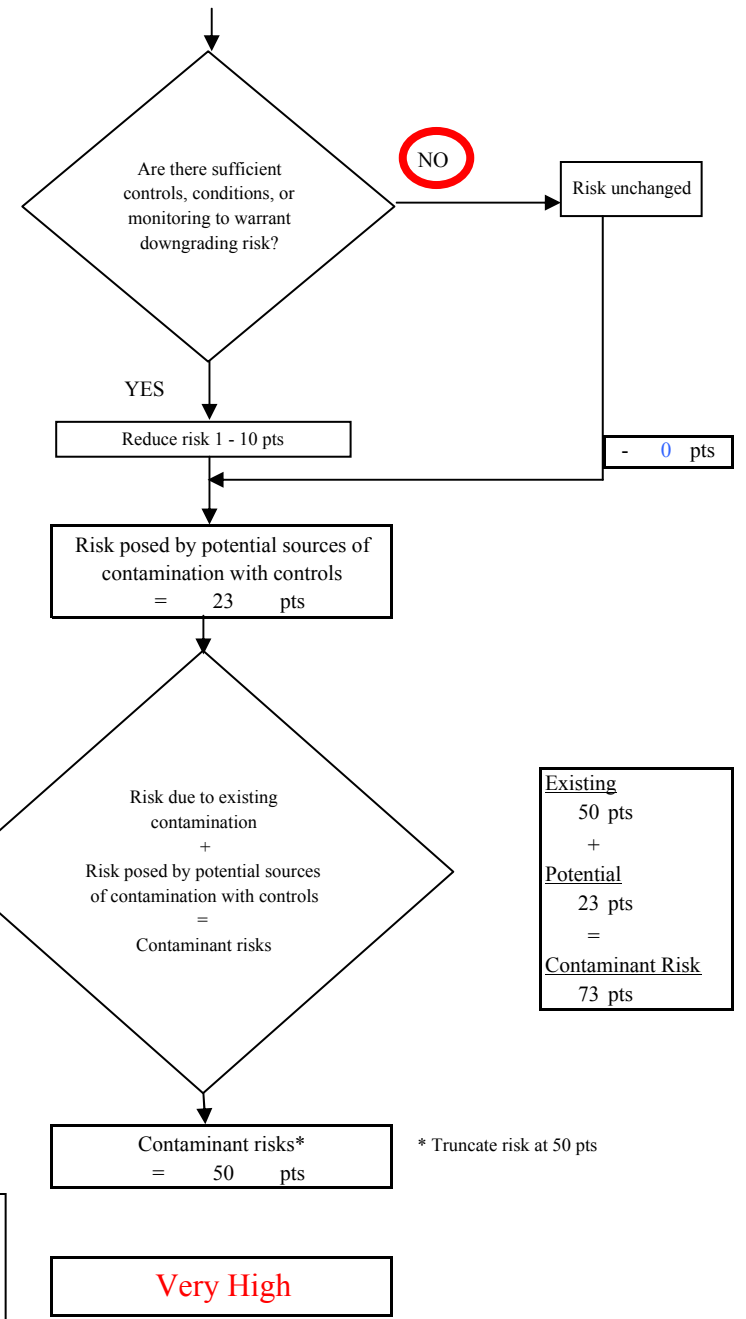 Are there sufficient
controls, conditions, or
monitoring to warrant
downgrading risk?
NO
Risk unchanged
YES
Reduce risk 1 - 10 pts
- 0 pts
Risk posed by potential sources of
contamination with controls
= 23 pts
Risk due to existing
contamination
+
Risk posed by potential sources
of contamination with controls
=
Contaminant risks
Existing
50 pts
+
Potential
23 pts
=
Contaminant Risk
73 pts
Contaminant risks*
= 50 pts
* Truncate risk at 50 pts
Very High